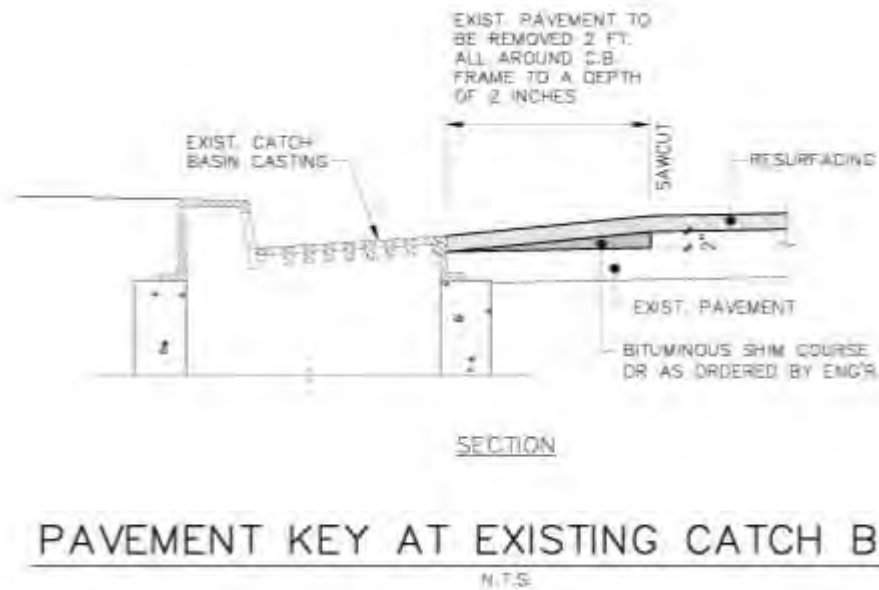 EXIST. PAVEMENT TO
BE REMOVED 2 FT.
ALL AROUND C.B.
FRAME TO A DEPTH
OF 2 INCHES
EXIST. CATCH
BASIN CASTING
SAWCUT
RESURFACING
2"
EXIST. PAVEMENT
BITUMINOUS SHIM COURSE
OR AS ORDERED BY ENG'R.
SECTION
PAVEMENT KEY AT EXISTING CATCH B
N.T.S.